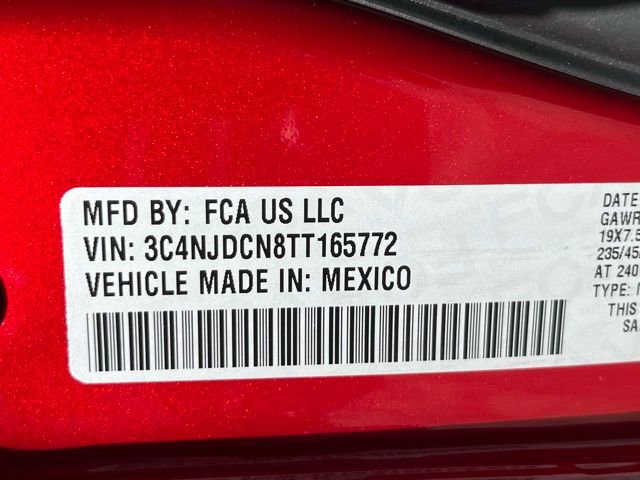 MFD BY: FCA US LLC
VIN: 3C4NJDCN8TT165772
VEHICLE MADE IN: MEXICO
DATE
GAWR
19X7.5
235/45
AT 240
TYPE:
THIS